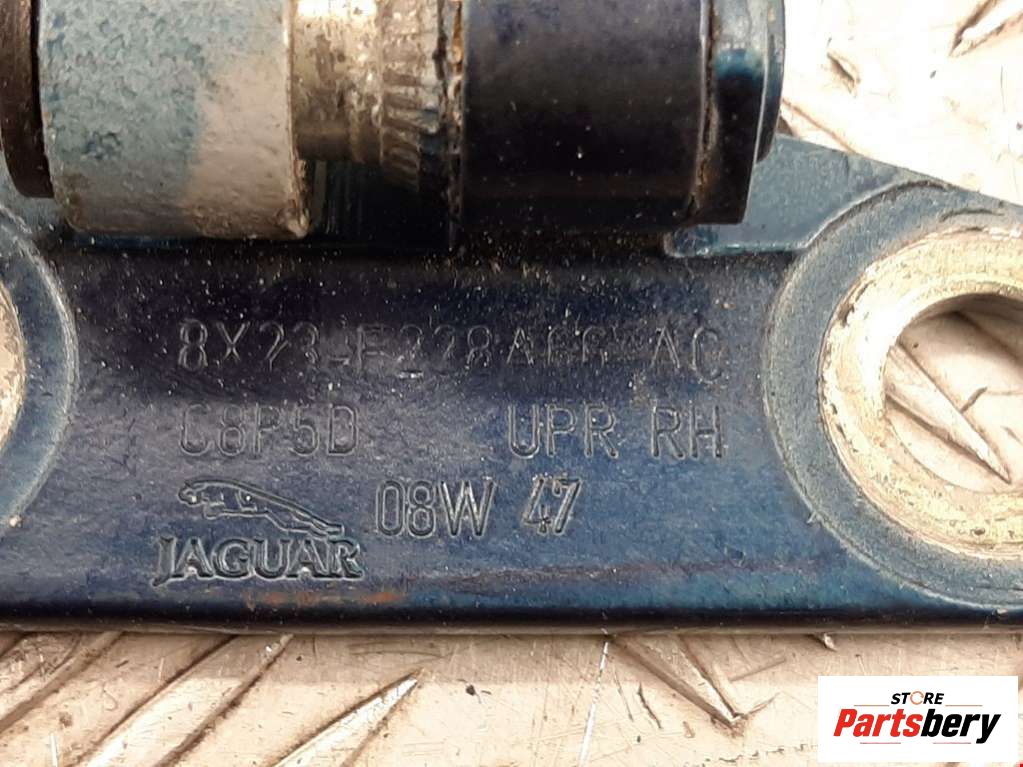 8X23-F228A66-AC
C8P5D UPR RH
JAGUAR 08W 47
STORE
Partsbery